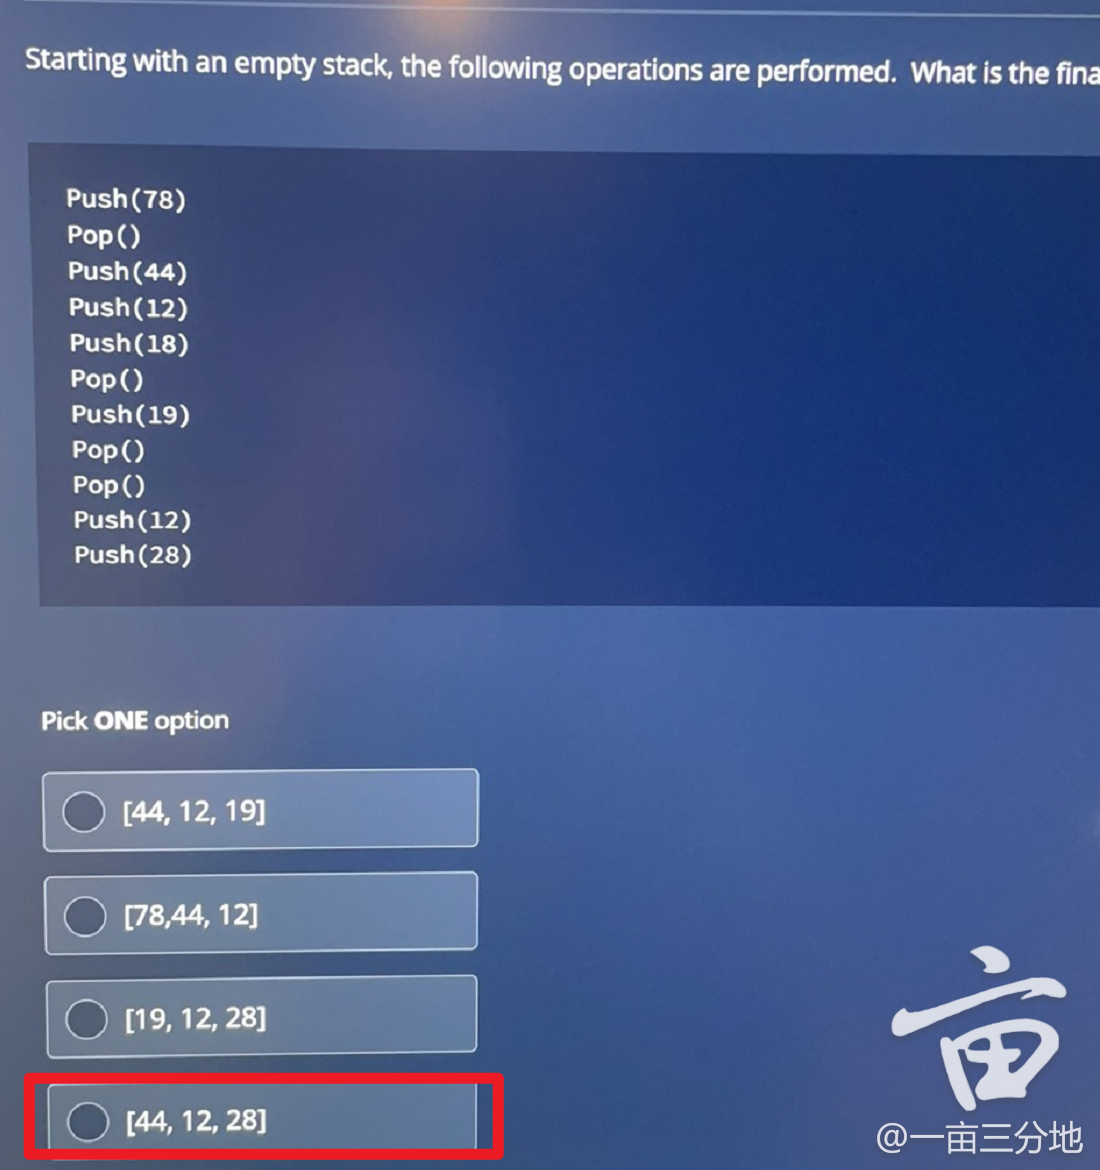 Starting with an empty stack, the following operations are performed. What is the fina
Push(78)
Pop()
Push(44)
Push(12)
Push(18)
Pop()
Push(19)
Pop()
Pop()
Push(12)
Push(28)
Pick ONE option
[44, 12, 19]
[78,44, 12]
[19, 12, 28]
[44, 12, 28]
亩
@一亩三分地